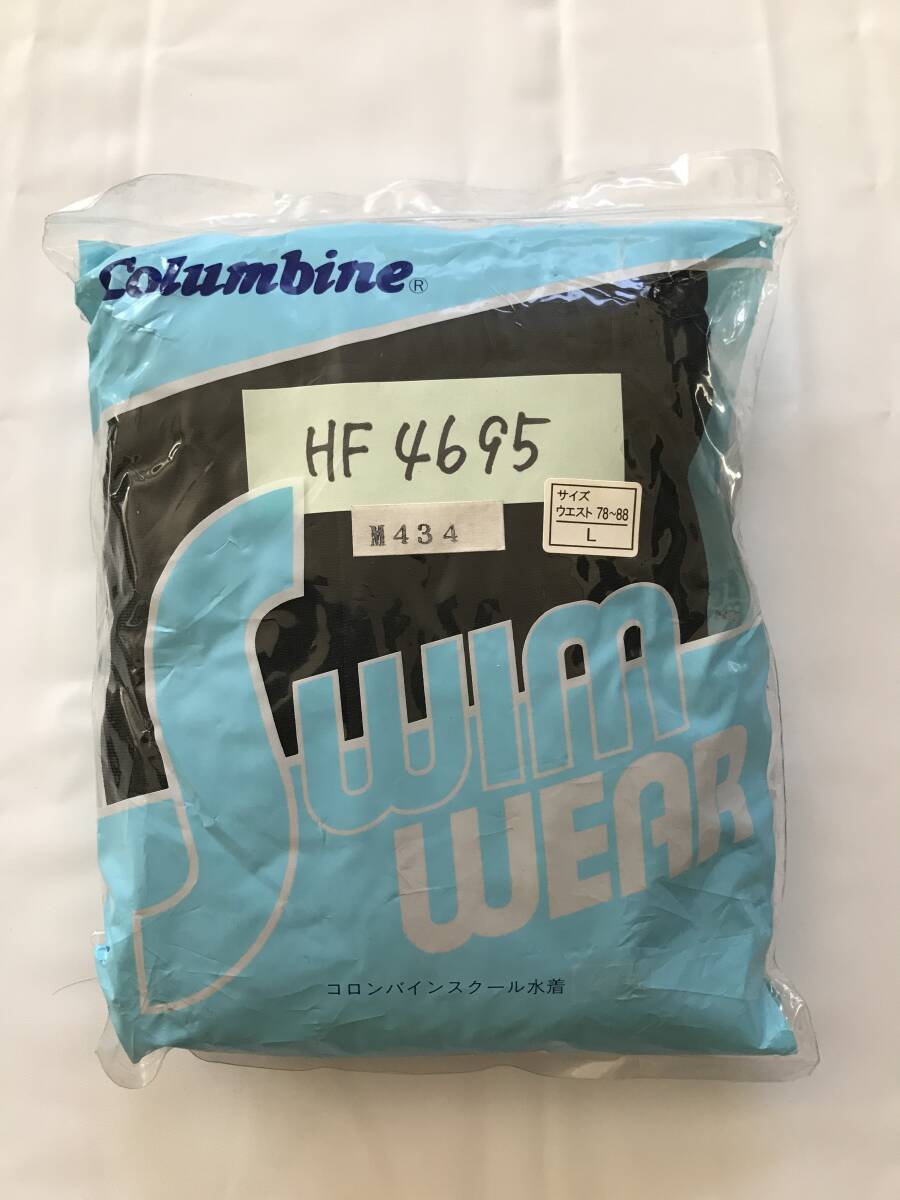 Columbine®
HF 4695
M434
サイズ
ウエスト 78~88
L
SWIM
WEAR
コロンバインスクール水着